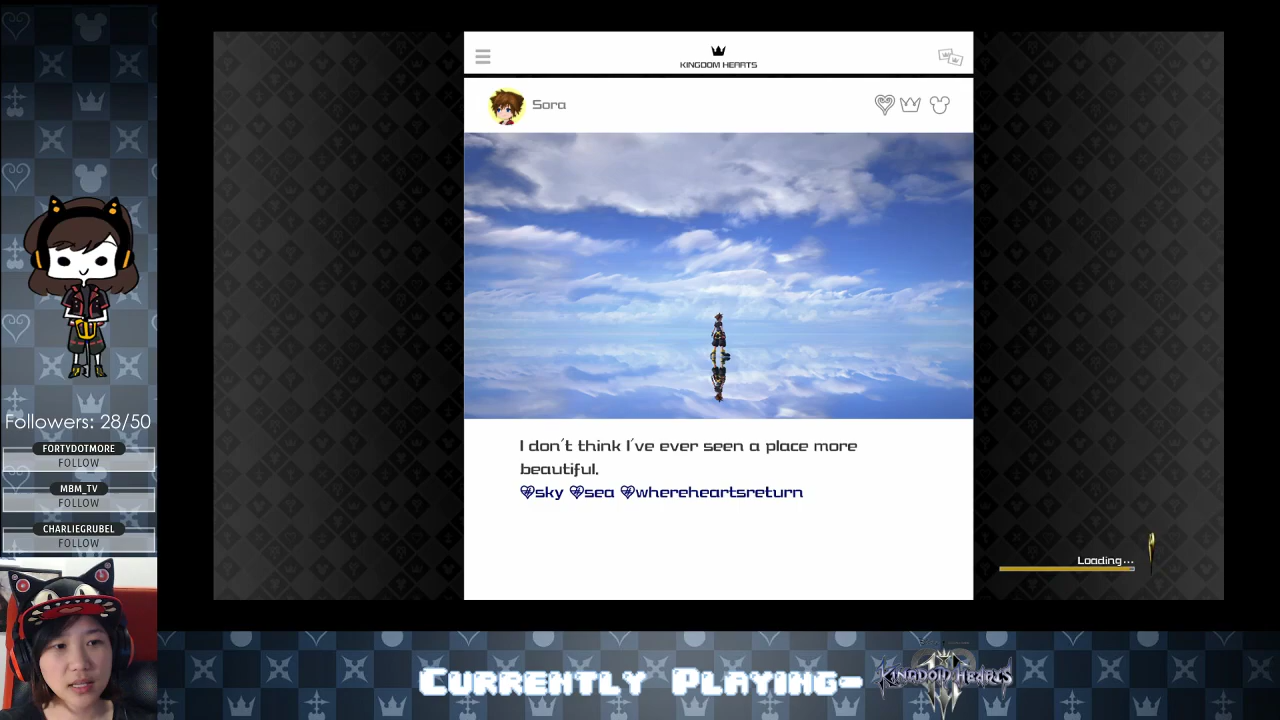 KINGDOM HEARTS
Sora
I don't think I've ever seen a place more
beautiful.
sky sea whereheartsreturn
Loading...
Followers: 28/50
FORTYDOTMORE
FOLLOW
MBM_TV
FOLLOW
CHARLIEGRUBEL
FOLLOW
Currently Playing-
KINGDOM HEARTS